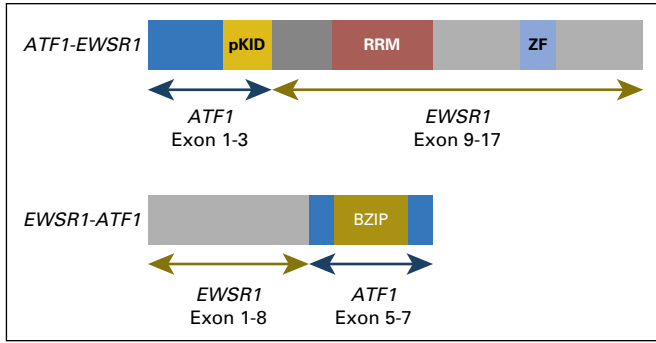 ATF1-EWSR1
pKID
RRM
ZF
ATF1
Exon 1-3
EWSR1
Exon 9-17
EWSR1-ATF1
BZIP
EWSR1
Exon 1-8
ATF1
Exon 5-7